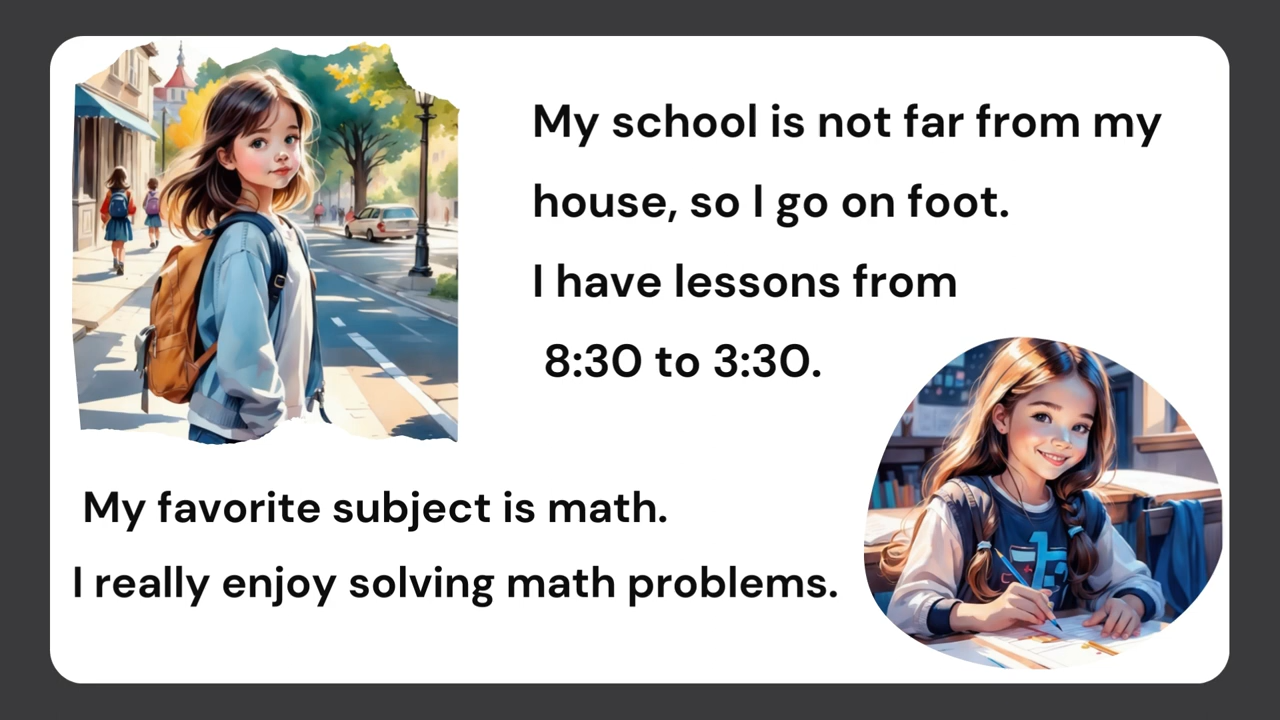 My school is not far from my
house, so I go on foot.
I have lessons from
8:30 to 3:30.
My favorite subject is math.
I really enjoy solving math problems.